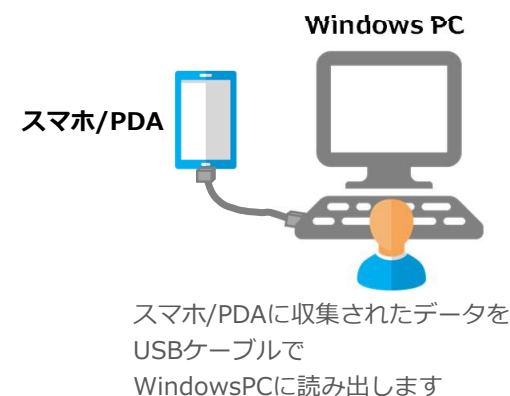 Windows PC
スマホ/PDA
スマホ/PDAに収集されたデータを
USBケーブルで
WindowsPCに読み出します